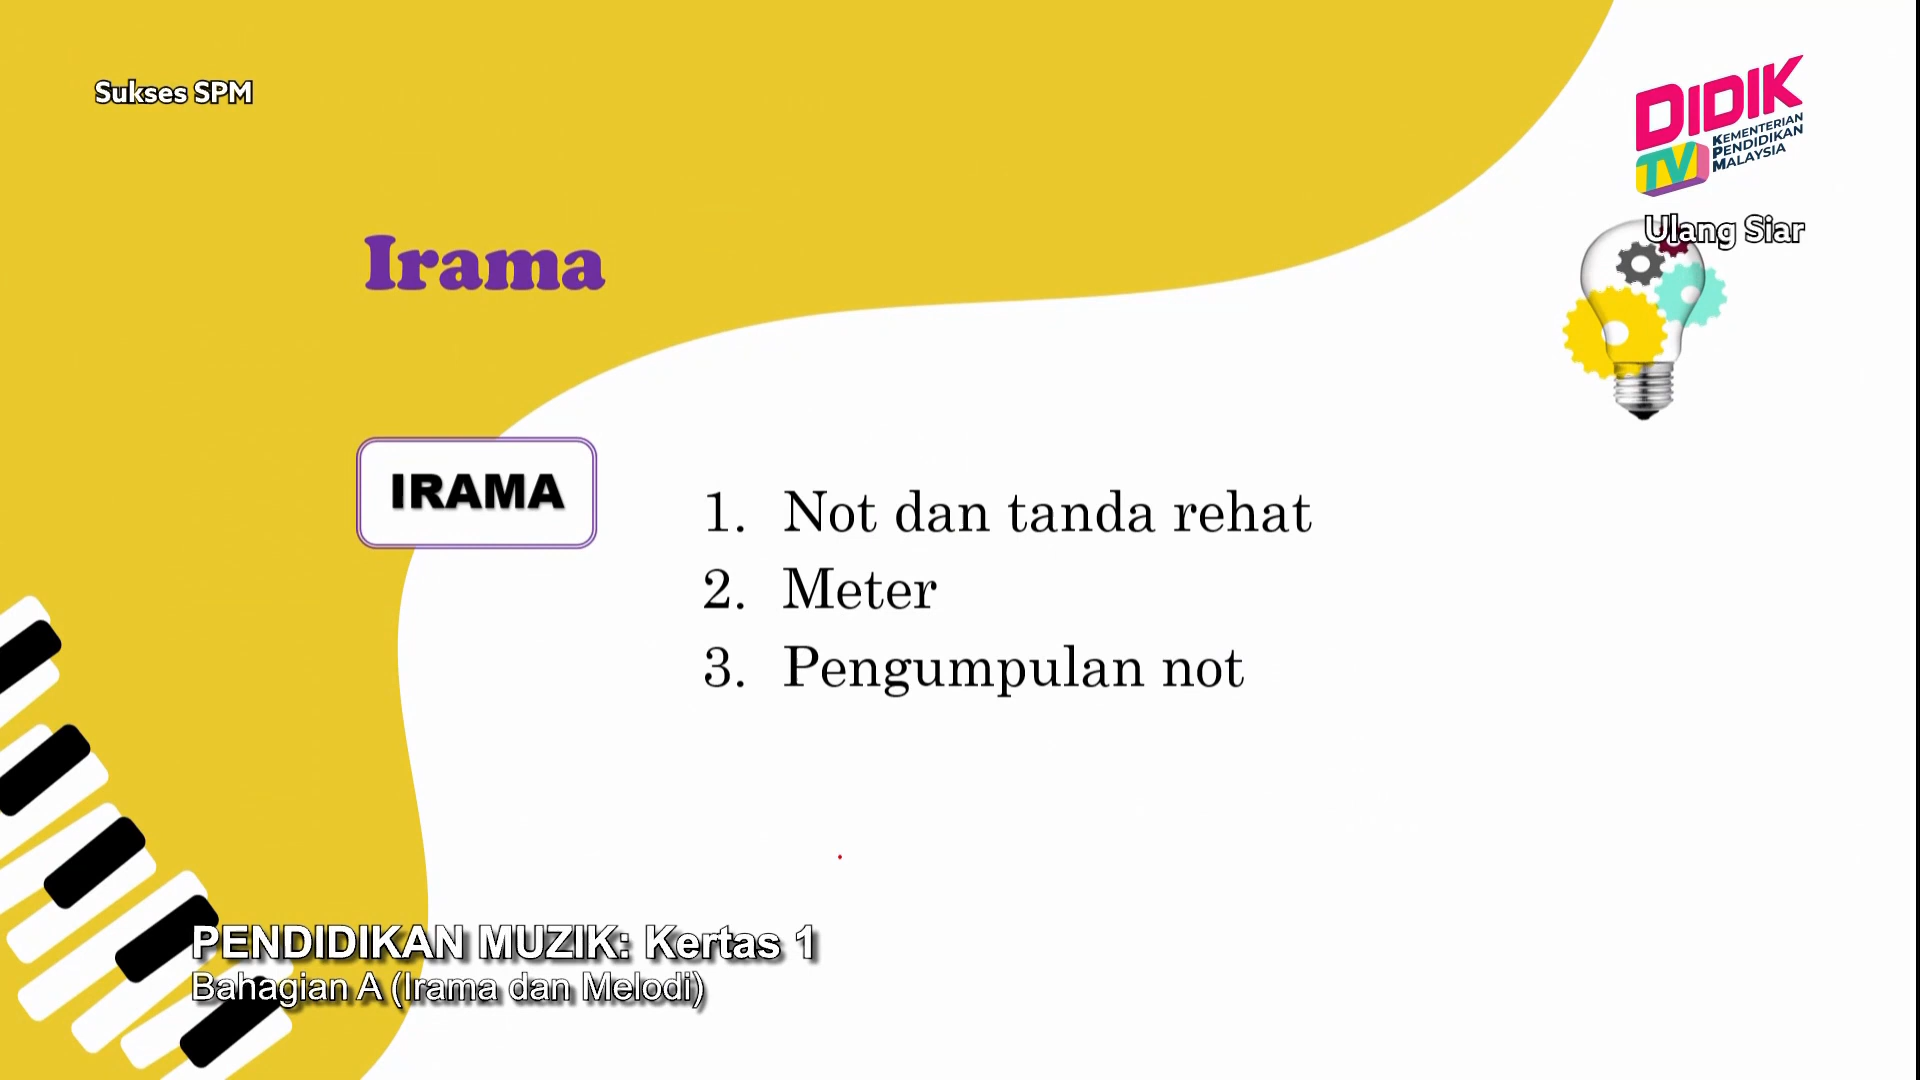 Sukses SPM
DIDIK
TV
KEMENTERIAN
PENDIDIKAN
MALAYSIA
Ulang Siar
Irama
IRAMA
1. Not dan tanda rehat
2. Meter
3. Pengumpulan not
PENDIDIKAN MUZIK: Kertas 1
Bahagian A (Irama dan Melodi)